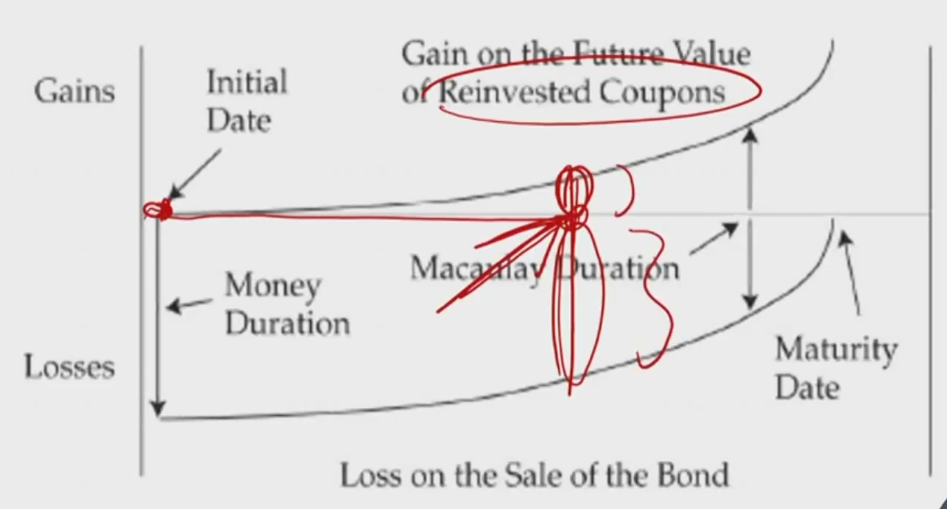 Gain on the Future Value
of Reinvested Coupons
Gains
Initial
Date
Macaulay Duration
Money
Duration
Losses
Maturity
Date
Loss on the Sale of the Bond